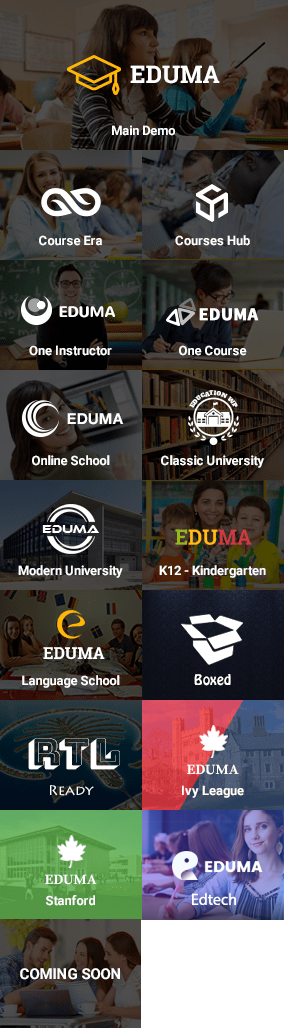 EDUMA
Main Demo
Course Era
Courses Hub
EDUMA
One Instructor
EDUMA
One Course
EDUMA
Online School
EDUCATION WP
Classic University
EDUMA
Modern University
EDUMA
K12 - Kindergarten
EDUMA
Language School
Boxed
RTL
READY
EDUMA
Ivy League
EDUMA
Stanford
EDUMA
Edtech
COMING SOON